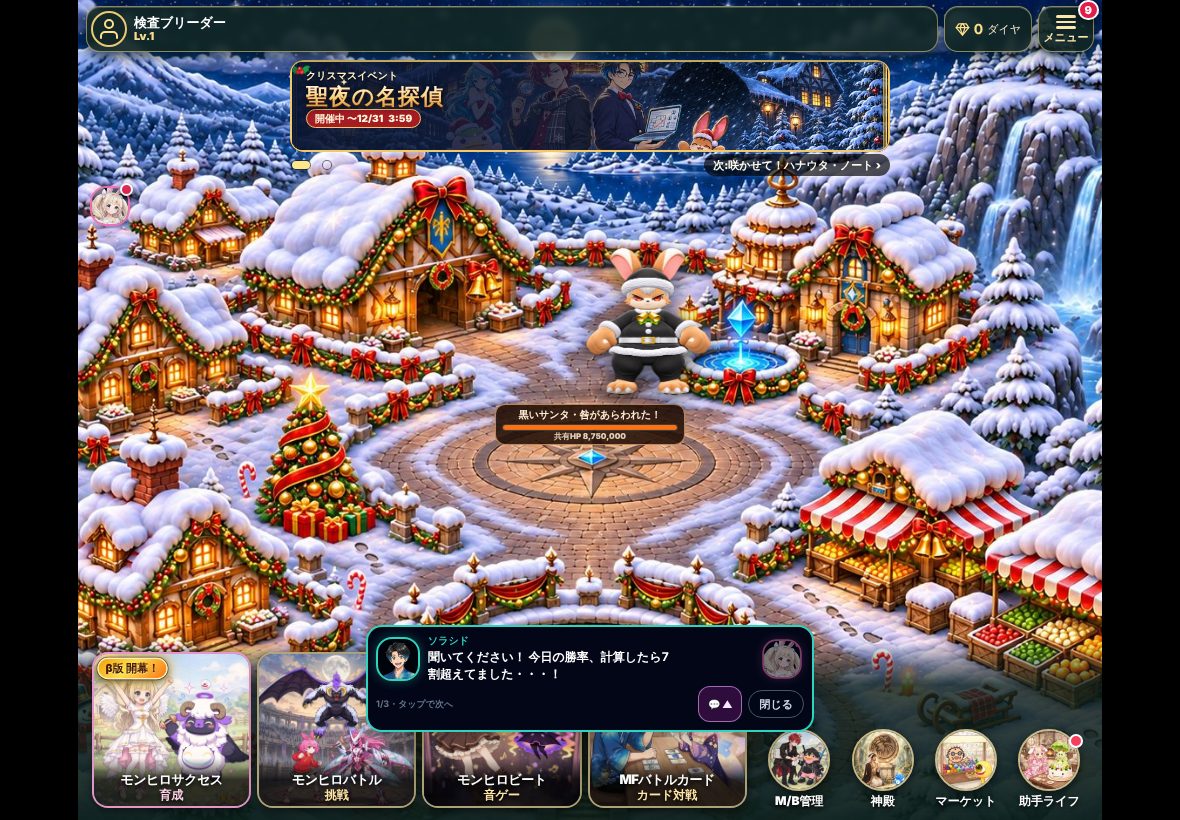 検査ブリーダー
Lv.1
0 ダイヤ
9
メニュー
クリスマスイベント
聖夜の名探偵
開催中 〜12/31 3:59
次:咲かせて！ハナウタ・ノート ›
黒いサンタ・咎があらわれた！
共有HP 8,750,000
ソラシド
聞いてください！ 今日の勝率、計算したら7
割超えてました・・・！
1/3・タップで次へ
▲
閉じる
β版 開幕！
モンヒロサクセス
育成
モンヒロバトル
挑戦
モンヒロビート
音ゲー
MFバトルカード
カード対戦
M/B管理
神殿
マーケット
助手ライフ